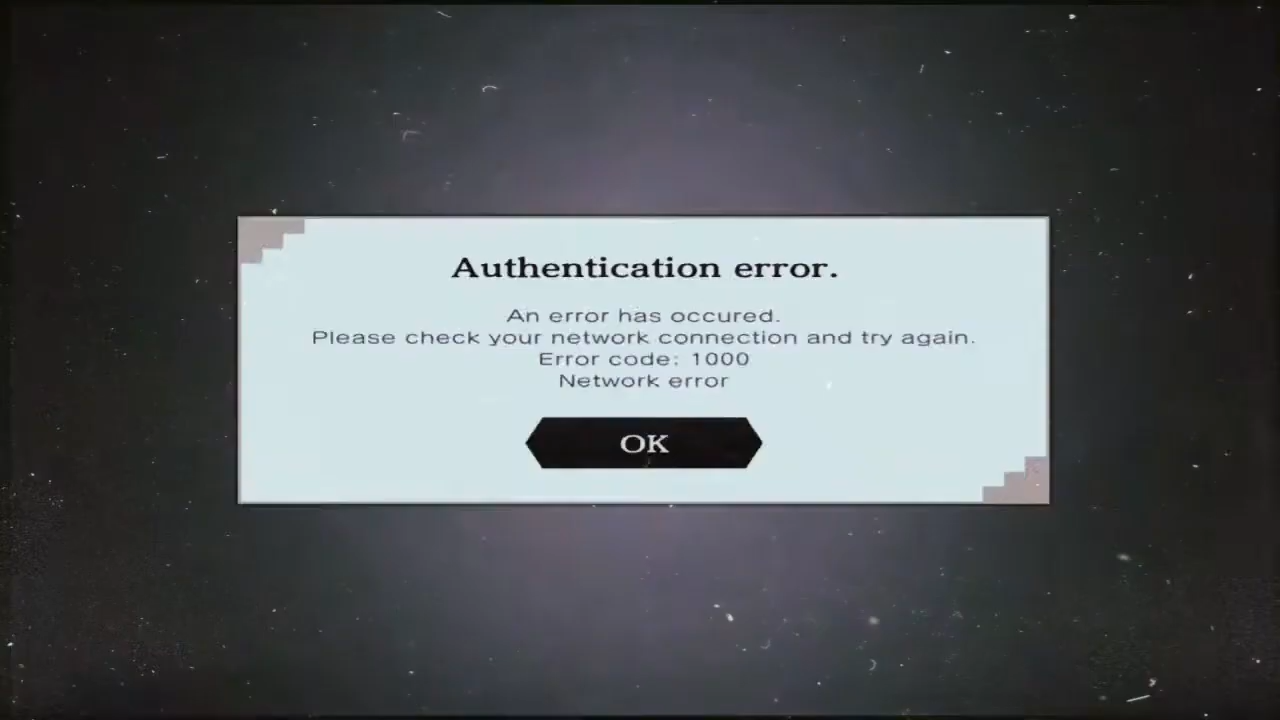 Authentication error.
An error has occured.
Please check your network connection and try again.
Error code: 1000
Network error
OK